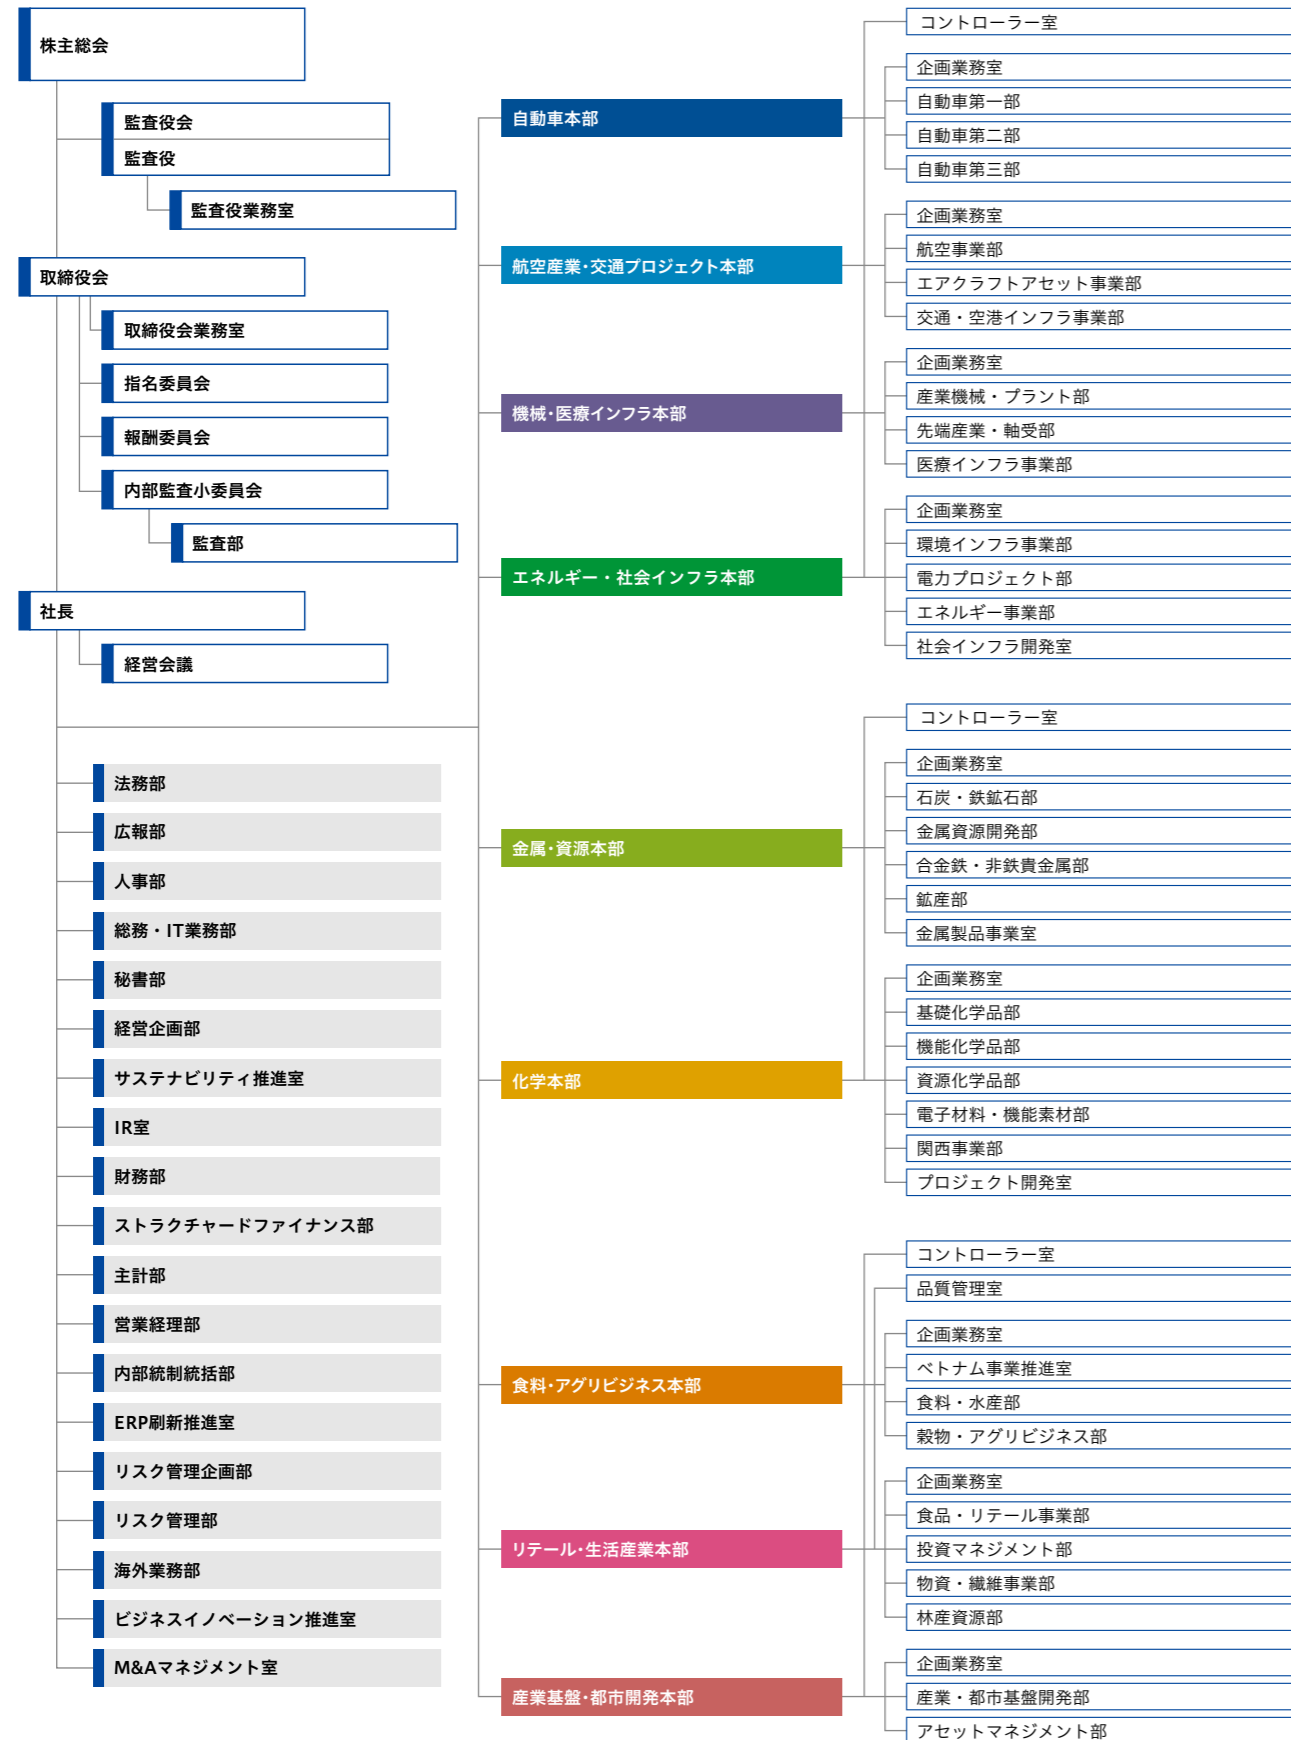 株主総会
監査役会
監査役
監査役業務室
取締役会
取締役会業務室
指名委員会
報酬委員会
内部監査小委員会
監査部
社長
経営会議
法務部
広報部
人事部
総務・IT業務部
秘書部
経営企画部
サステナビリティ推進室
IR室
財務部
ストラクチャードファイナンス部
主計部
営業経理部
内部統制統括部
ERP刷新推進室
リスク管理企画部
リスク管理部
海外業務部
ビジネスイノベーション推進室
M&Aマネジメント室
コントローラー室
自動車本部
企画業務室
自動車第一部
自動車第二部
自動車第三部
航空産業・交通プロジェクト本部
企画業務室
航空事業部
エアクラフトアセット事業部
交通・空港インフラ事業部
機械・医療インフラ本部
企画業務室
産業機械・プラント部
先端産業・軸受部
医療インフラ事業部
エネルギー・社会インフラ本部
企画業務室
環境インフラ事業部
電力プロジェクト部
エネルギー事業部
社会インフラ開発室
コントローラー室
金属・資源本部
企画業務室
石炭・鉄鉱石部
金属資源開発部
合金鉄・非鉄貴金属部
鉱産部
金属製品事業室
化学本部
企画業務室
基礎化学品部
機能化学品部
資源化学品部
電子材料・機能素材部
関西事業部
プロジェクト開発室
コントローラー室
品質管理室
食料・アグリビジネス本部
企画業務室
ベトナム事業推進室
食料・水産部
穀物・アグリビジネス部
リテール・生活産業本部
企画業務室
食品・リテール事業部
投資マネジメント部
物資・繊維事業部
林産資源部
産業基盤・都市開発本部
企画業務室
産業・都市基盤開発部
アセットマネジメント部